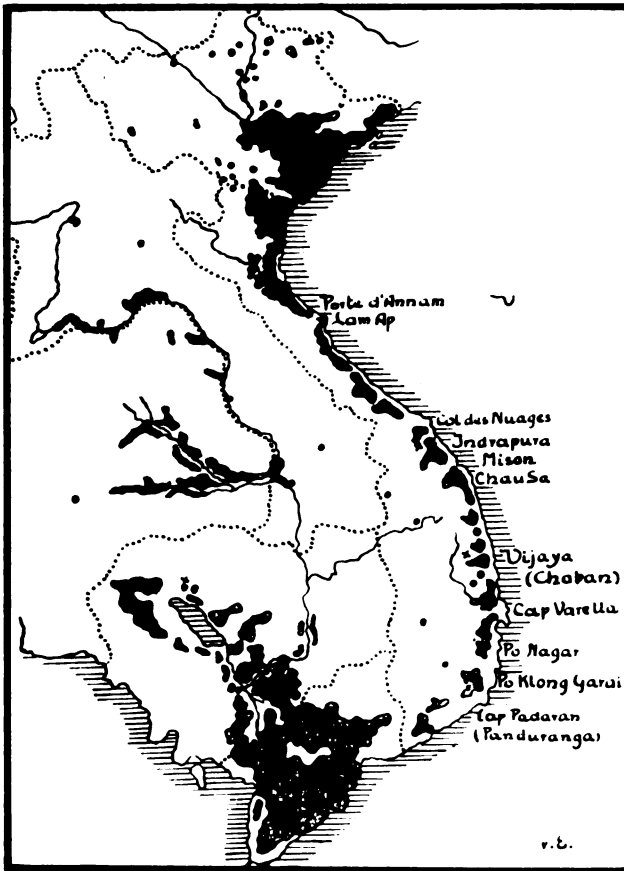 Porte d'Annam
Lam Ap
Col des Nuages
Indrapura
Mison
Chau Sa
Vijaya
(Choban)
Cap Varella
Po Nagar
Po Klong Garai
Cap Padaran
(Panduranga)
v.E.